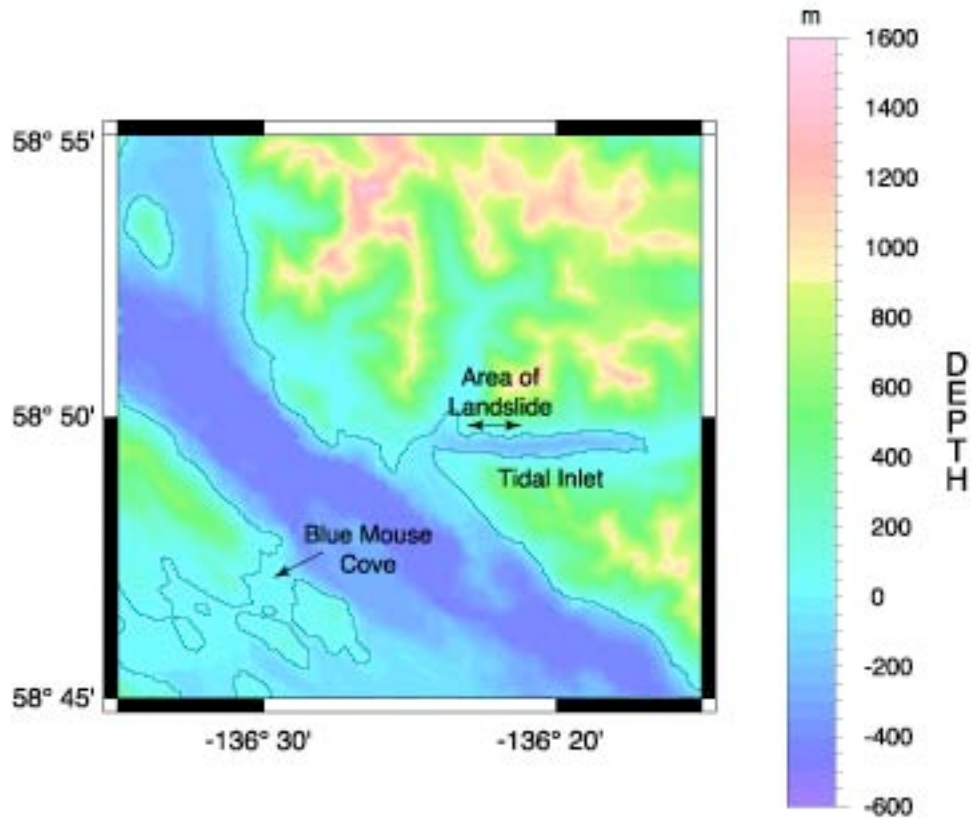 m
1600
58° 55'
1400
1200
1000
800
Area of
Landslide
58° 50'
600
400
Tidal Inlet
DEPTH
200
Blue Mouse
Cove
0
-200
58° 45'
-136° 30'
-136° 20'
-400
-600